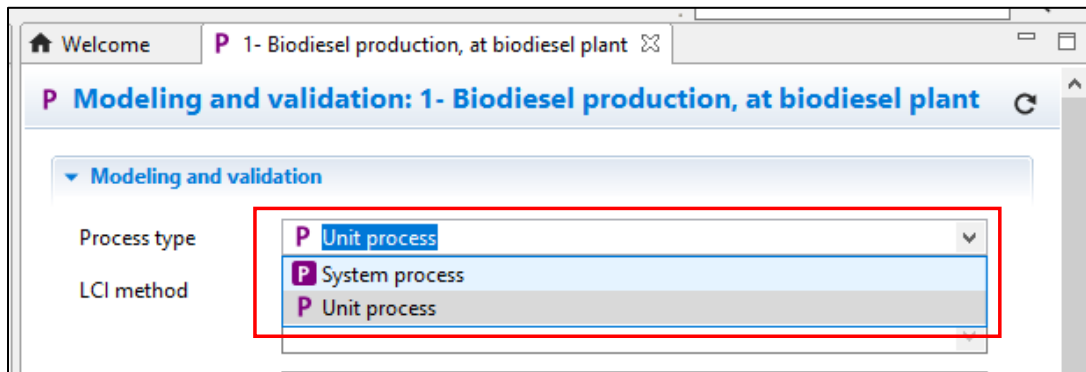 Welcome
P 1- Biodiesel production, at biodiesel plant
P Modeling and validation: 1- Biodiesel production, at biodiesel plant
Modeling and validation
Process type P Unit process
P System process
LCI method
P Unit process